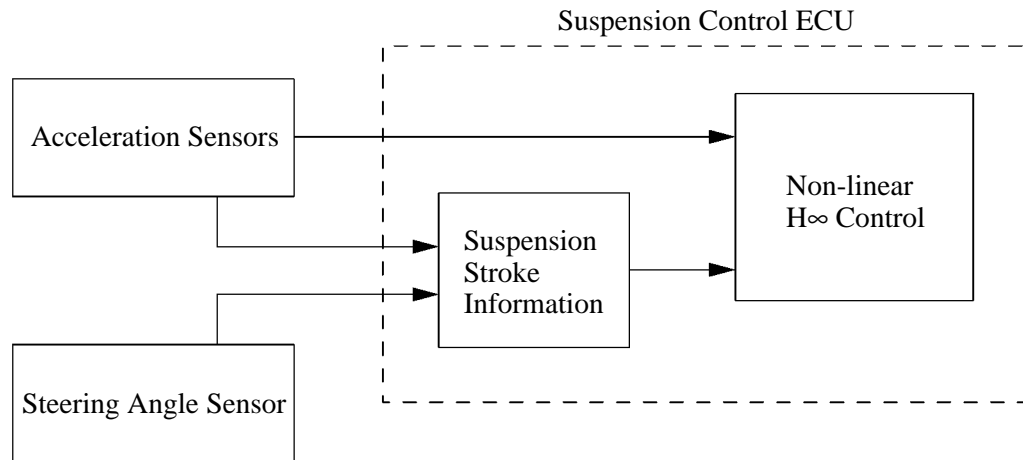 Suspension Control ECU
Acceleration Sensors
Non-linear
H∞ Control
Suspension
Stroke
Information
Steering Angle Sensor